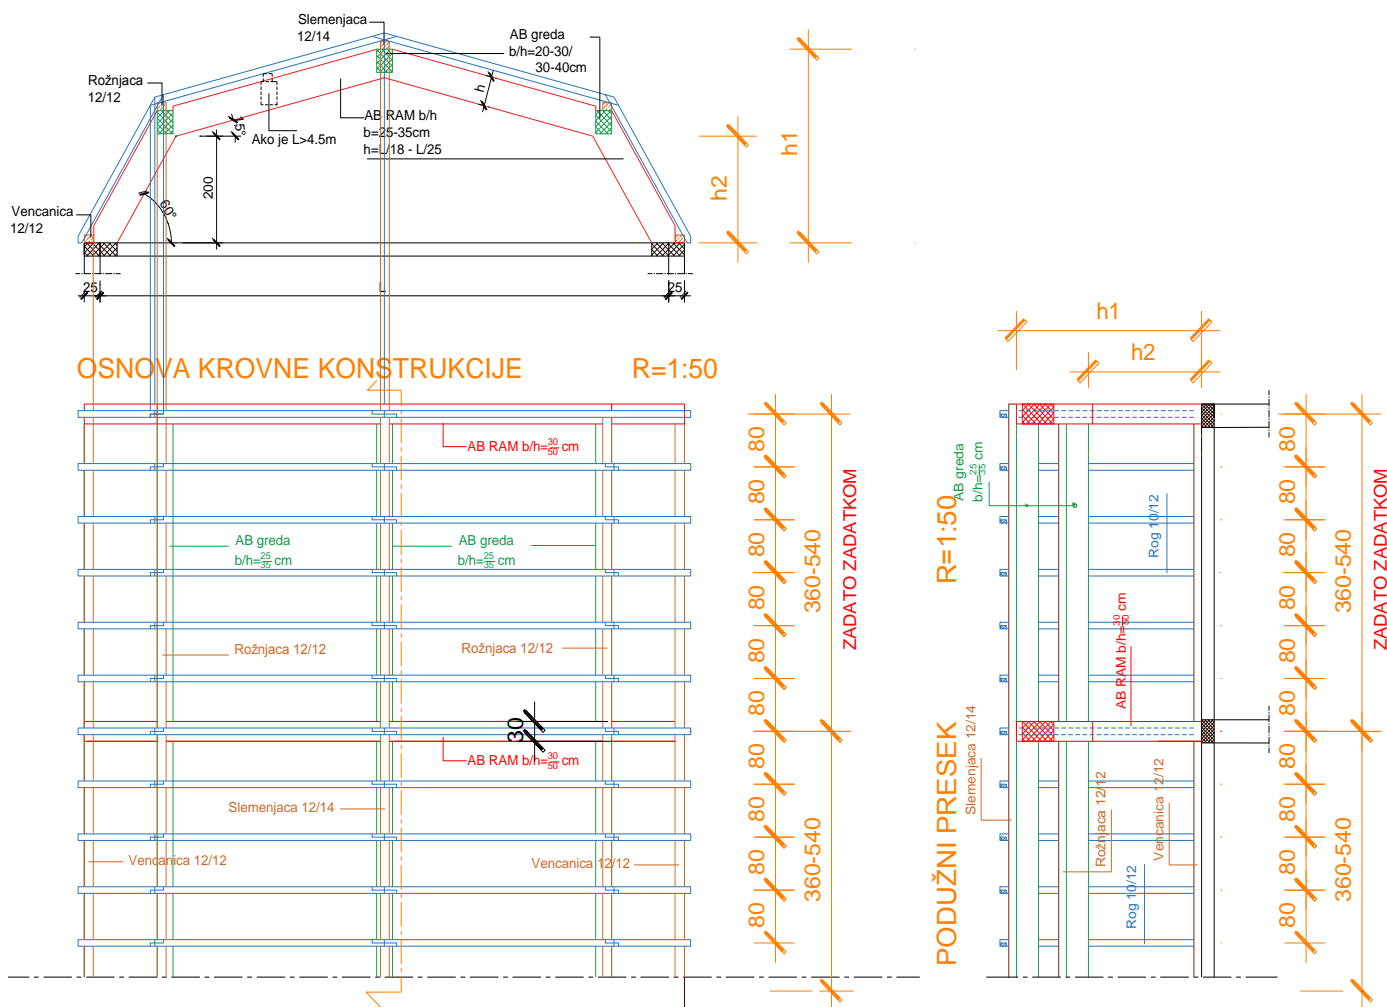 Slemenjaca
12/14
AB greda
b/h=20-30/
30-40cm
Rožnjaca
12/12
h
AB RAM b/h
b=25-35cm
h=L/18 - L/25
15°
Ako je L>4.5m
200
60°
Vencanica
12/12
h1
h2
25
L
25
OSNOVA KROVNE KONSTRUKCIJE R=1:50
AB RAM b/h=30/50 cm
AB greda
b/h=25/35 cm
AB greda
b/h=25/35 cm
Rožnjaca 12/12
Rožnjaca 12/12
30
AB RAM b/h=30/50 cm
Slemenjaca 12/14
Vencanica 12/12
Vencanica 12/12
80
80
80
80
80
80
80
80
80
80
360-540
360-540
ZADATO ZADATKOM
h1
h2
PODUŽNI PRESEK R=1:50
AB greda
b/h=25/35 cm
Rog 10/12
AB RAM b/h=30/50 cm
Slemenjaca 12/14
Rožnjaca 12/12
Vencanica 12/12
Rog 10/12
80
80
80
80
80
80
80
80
80
80
360-540
360-540
ZADATO ZADATKOM